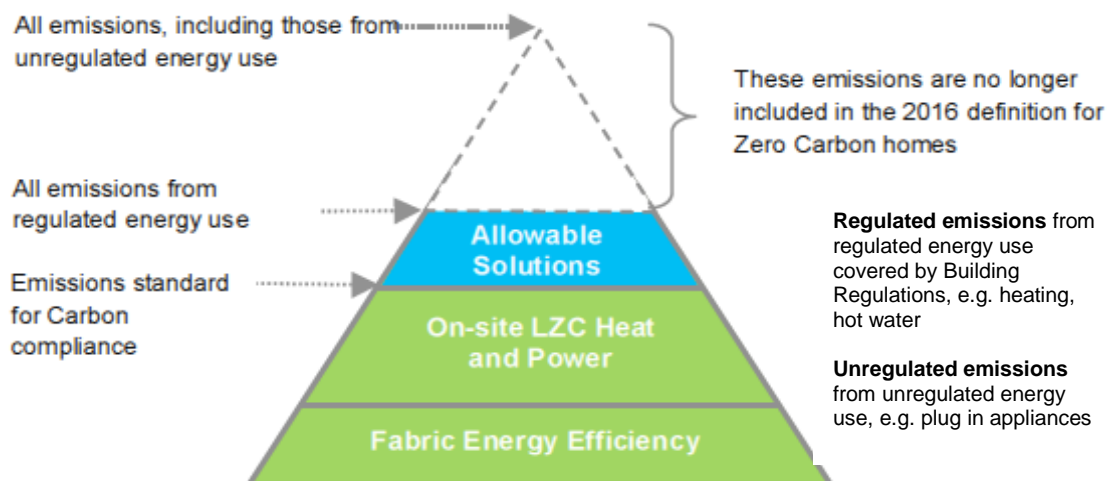 All emissions, including those from
unregulated energy use
These emissions are no longer
included in the 2016 definition for
Zero Carbon homes
All emissions from
regulated energy use
Allowable
Solutions
Regulated emissions from
regulated energy use
covered by Building
Regulations, e.g. heating,
hot water
Emissions standard
for Carbon
compliance
On-site LZC Heat
and Power
Unregulated emissions
from unregulated energy
use, e.g. plug in appliances
Fabric Energy Efficiency